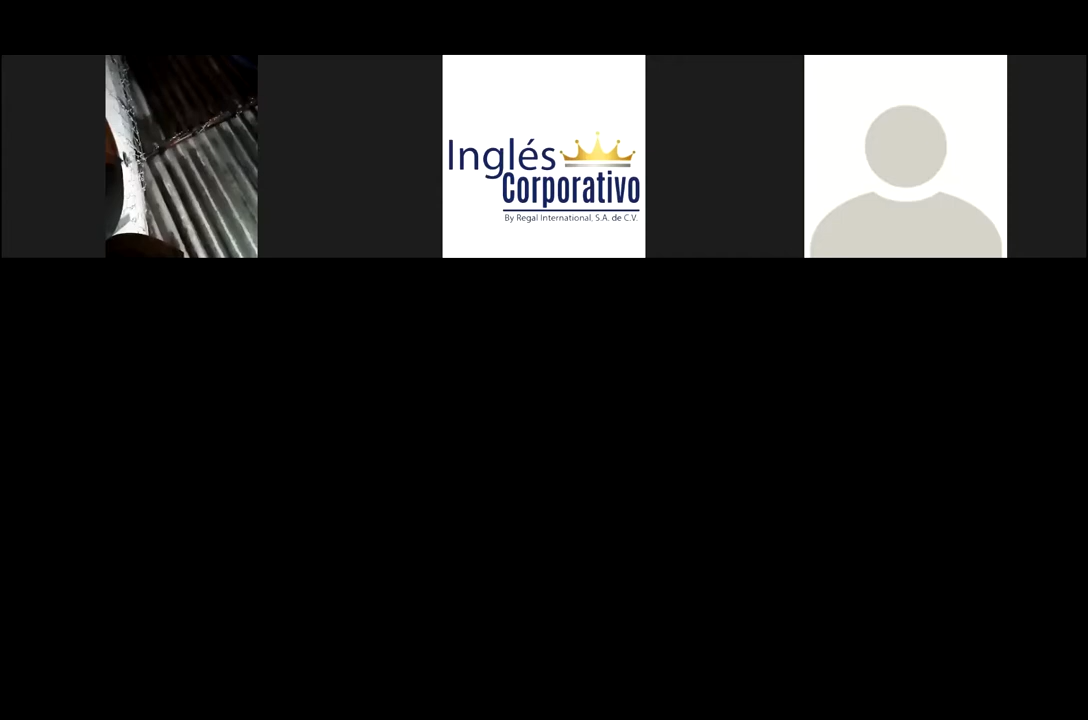 Inglés
Corporativo
By Regal International, S.A. de C.V.